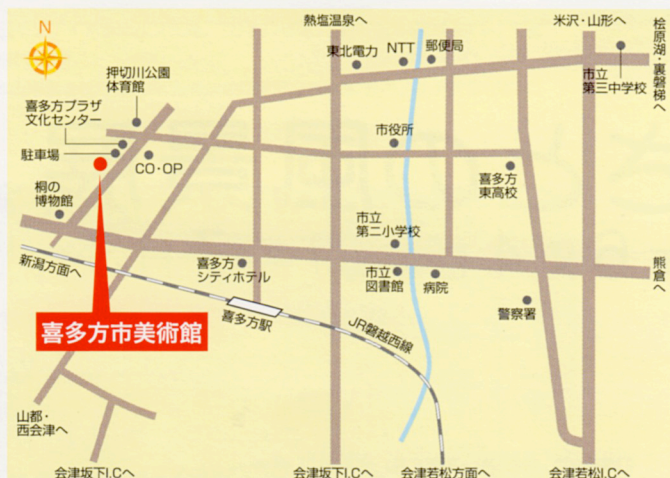 熱塩温泉へ
米沢・山形へ
N
桧原湖・裏磐梯へ
東北電力
NTT
郵便局
市立
第三中学校
押切川公園
体育館
喜多方プラザ
文化センター
駐車場
CO・OP
市役所
喜多方
東高校
桐の
博物館
市立
第二小学校
新潟方面へ
喜多方
シティホテル
市立
図書館
病院
熊倉へ
警察署
喜多方駅
JR磐越西線
喜多方市美術館
山都・
西会津へ
会津坂下I.Cへ
会津坂下I.Cへ
会津若松方面へ
会津若松I.Cへ